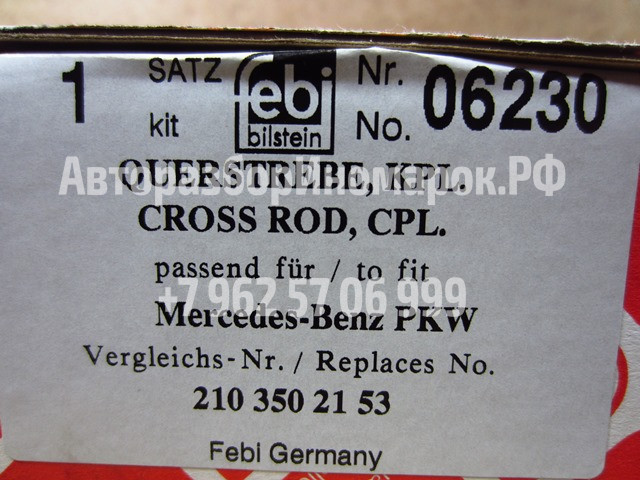 1 SATZ febi Nr. 06230
kit bilstein No.
QUERSTREBE, KPL.
АвторазборИномарок.РФ
CROSS ROD, CPL.
passend für / to fit
+7 962 57 06 999
Mercedes-Benz PKW
Vergleichs-Nr. / Replaces No.
210 350 21 53
Febi Germany